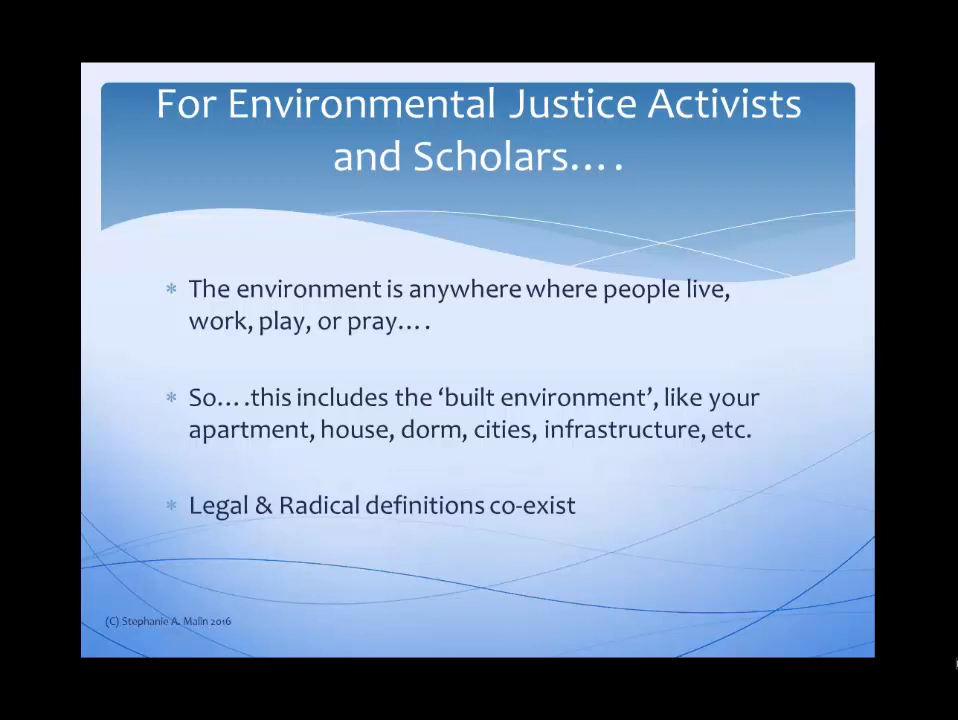 For Environmental Justice Activists
and Scholars….
* The environment is anywhere where people live,
work, play, or pray….
* So….this includes the ‘built environment’, like your
apartment, house, dorm, cities, infrastructure, etc.
* Legal & Radical definitions co-exist
(C) Stephanie A. Malin 2016